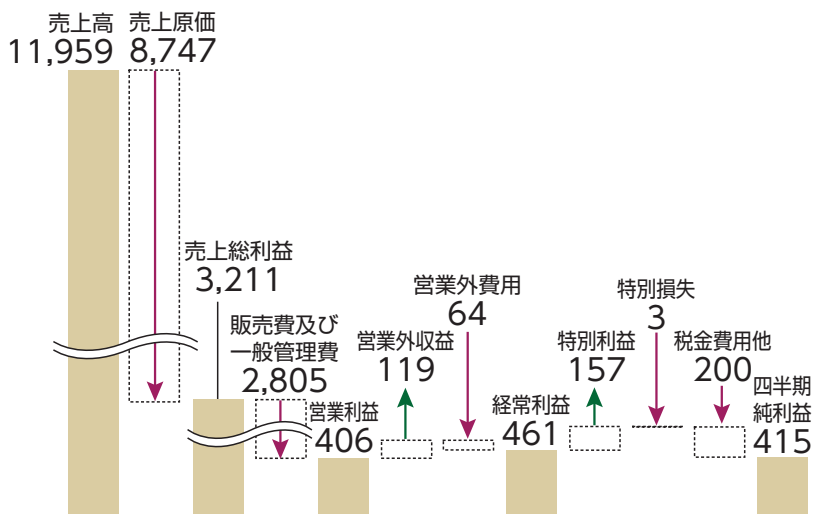 売上高
11,959
売上原価
8,747
売上総利益
3,211
販売費及び
一般管理費
2,805
営業利益
406
営業外収益
119
営業外費用
64
経常利益
461
特別利益
157
特別損失
3
税金費用他
200
四半期
純利益
415